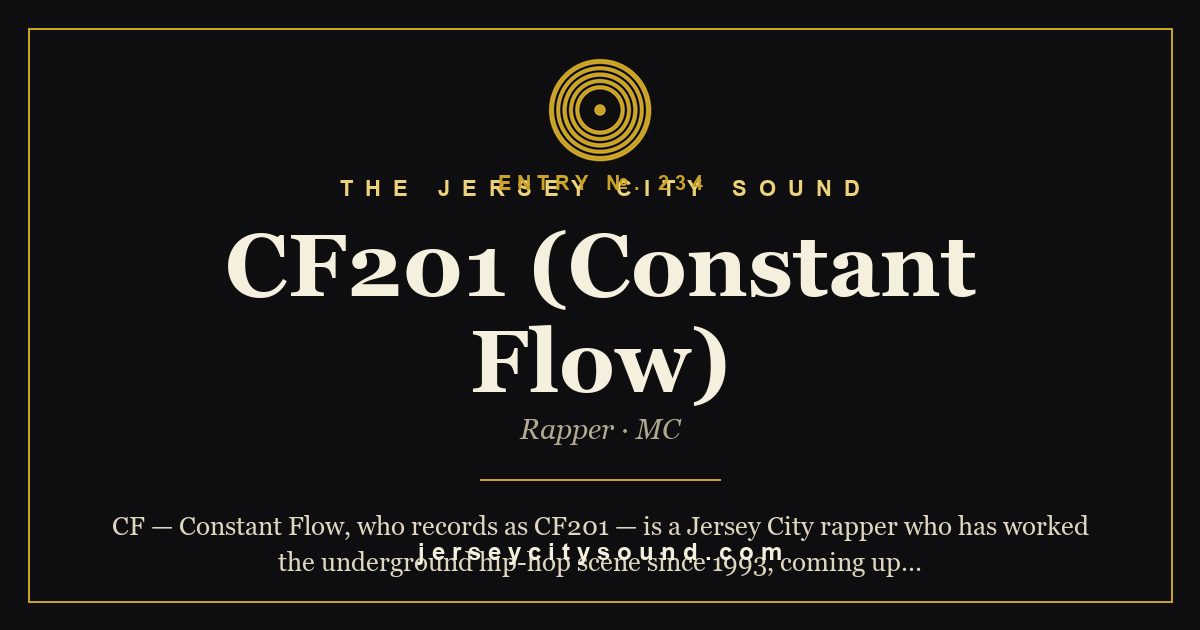 ENTRY №. 234
THE JERSEY CITY SOUND
CF201 (Constant
Flow)
Rapper · MC
CF — Constant Flow, who records as CF201 — is a Jersey City rapper who has worked
jerseycitysound.com
the underground hip-hop scene since 1993, coming up...